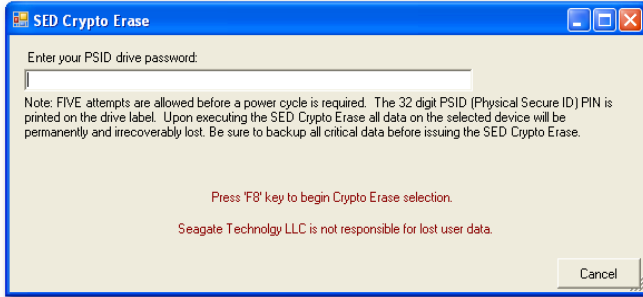 SED Crypto Erase
Enter your PSID drive password:
Note: FIVE attempts are allowed before a power cycle is required.  The 32 digit PSID (Physical Secure ID) PIN is
printed on the drive label.  Upon executing the SED Crypto Erase all data on the selected device will be
permanently and irrecoverably lost. Be sure to backup all critical data before issuing the SED Crypto Erase.
Press 'F8' key to begin Crypto Erase selection.
Seagate Technolgy LLC is not responsible for lost user data.
Cancel